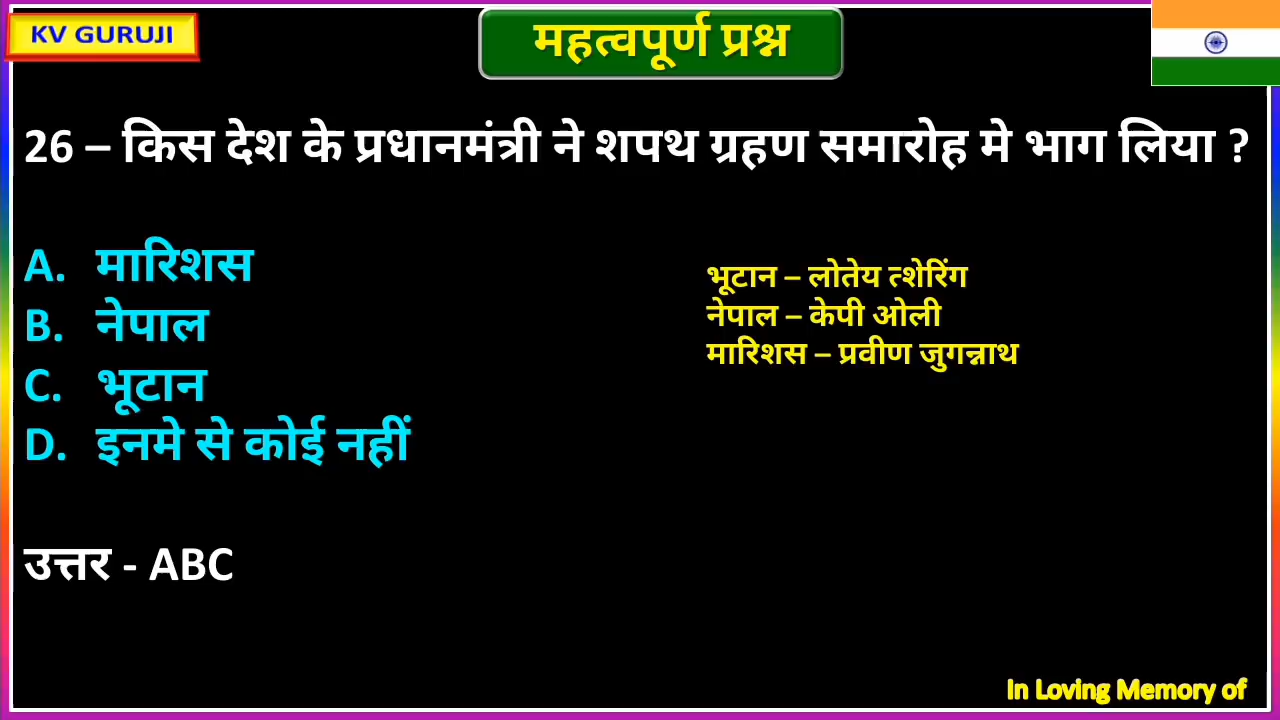 KV GURUJI
महत्वपूर्ण प्रश्न
26 – किस देश के प्रधानमंत्री ने शपथ ग्रहण समारोह मे भाग लिया ?
A. मारिशस
B. नेपाल
C. भूटान
D. इनमे से कोई नहीं
भूटान – लोतेय त्शेरिंग
नेपाल – केपी ओली
मारिशस – प्रवीण जुगन्नाथ
उत्तर - ABC
In Loving Memory of